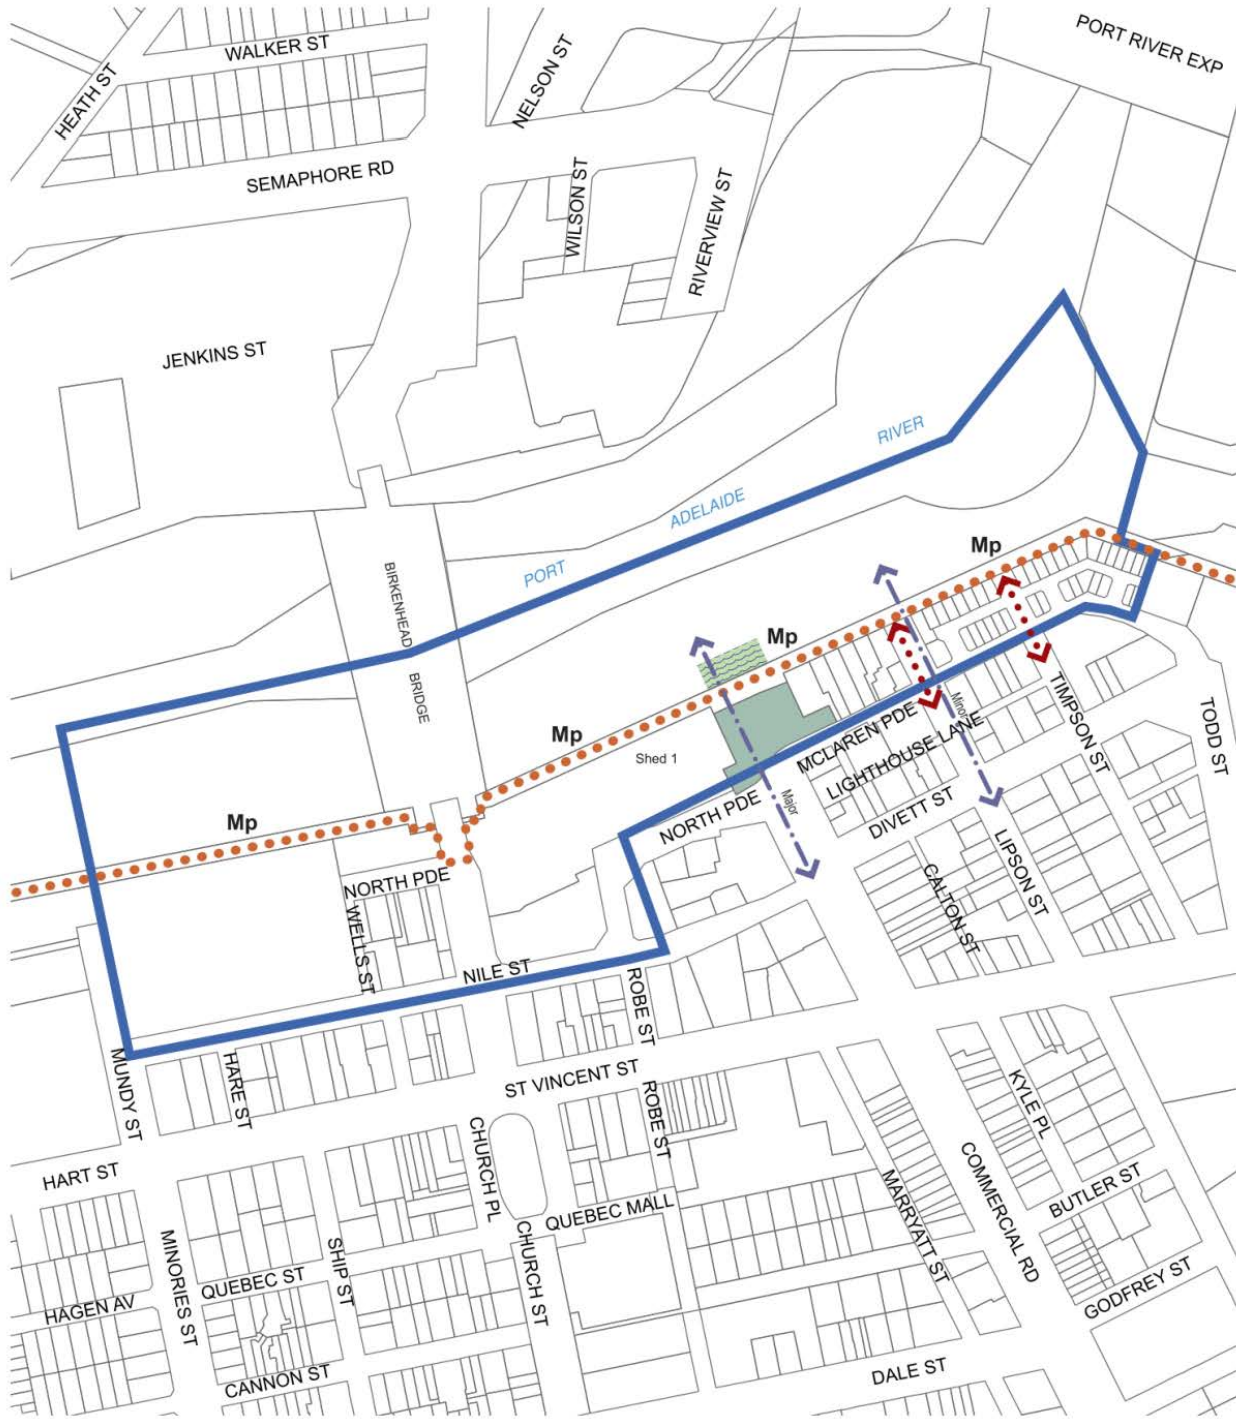 PORT RIVER EXP
WALKER ST
NELSON ST
HEATH ST
SEMAPHORE RD
WILSON ST
RIVERVIEW ST
JENKINS ST
RIVER
ADELAIDE
PORT
BIRKENHEAD
BRIDGE
Mp
Mp
Mp
Mp
Shed 1
Major
Minor
MCLAREN PDE
LIGHTHOUSE LANE
TIMPSON ST
TODD ST
NORTH PDE
DIVETT ST
LIPSON ST
CALTON ST
NORTH PDE
WELLS ST
NILE ST
ROBE ST
MUNDY ST
HARE ST
ST VINCENT ST
ROBE ST
KYLE PL
HART ST
CHURCH PL
COMMERCIAL RD
BUTLER ST
MARRYATT ST
QUEBEC MALL
MINORIES ST
SHIP ST
CHURCH ST
QUEBEC ST
HAGEN AV
GODFREY ST
CANNON ST
DALE ST